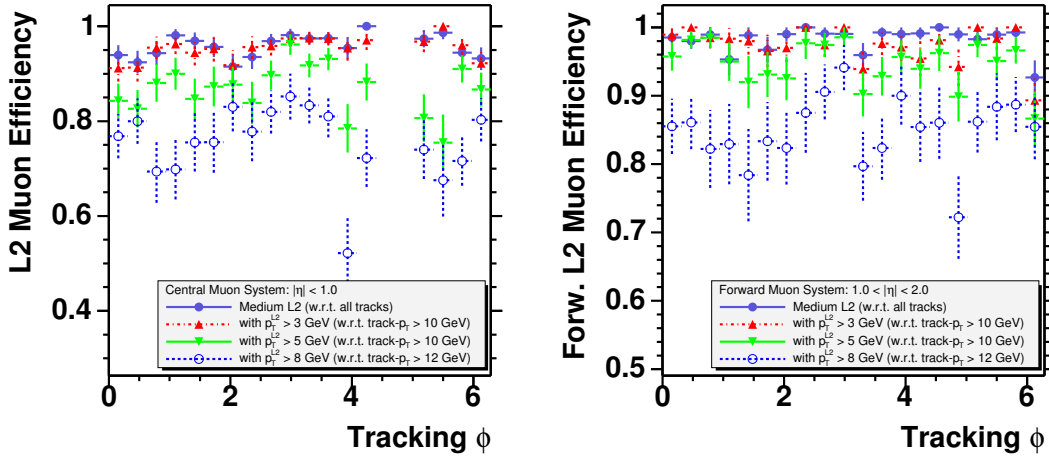 L2 Muon Efficiency
1
0.8
0.6
0.4
0 2 4 6
Tracking ϕ
Central Muon System: |η| < 1.0
Medium L2 (w.r.t. all tracks)
with p_T^L2 > 3 GeV (w.r.t. track-p_T > 10 GeV)
with p_T^L2 > 5 GeV (w.r.t. track-p_T > 10 GeV)
with p_T^L2 > 8 GeV (w.r.t. track-p_T > 12 GeV)
Forw. L2 Muon Efficiency
1
0.9
0.8
0.7
0.6
0.5
0 2 4 6
Tracking ϕ
Forward Muon System: 1.0 < |η| < 2.0
Medium L2 (w.r.t. all tracks)
with p_T^L2 > 3 GeV (w.r.t. track-p_T > 10 GeV)
with p_T^L2 > 5 GeV (w.r.t. track-p_T > 10 GeV)
with p_T^L2 > 8 GeV (w.r.t. track-p_T > 12 GeV)